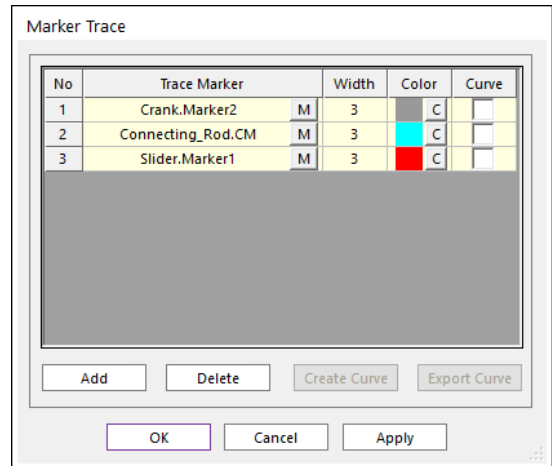 Marker Trace
No Trace Marker Width Color Curve
1 Crank.Marker2 M 3 C
2 Connecting_Rod.CM M 3 C
3 Slider.Marker1 M 3 C
Add Delete Create Curve Export Curve
OK Cancel Apply